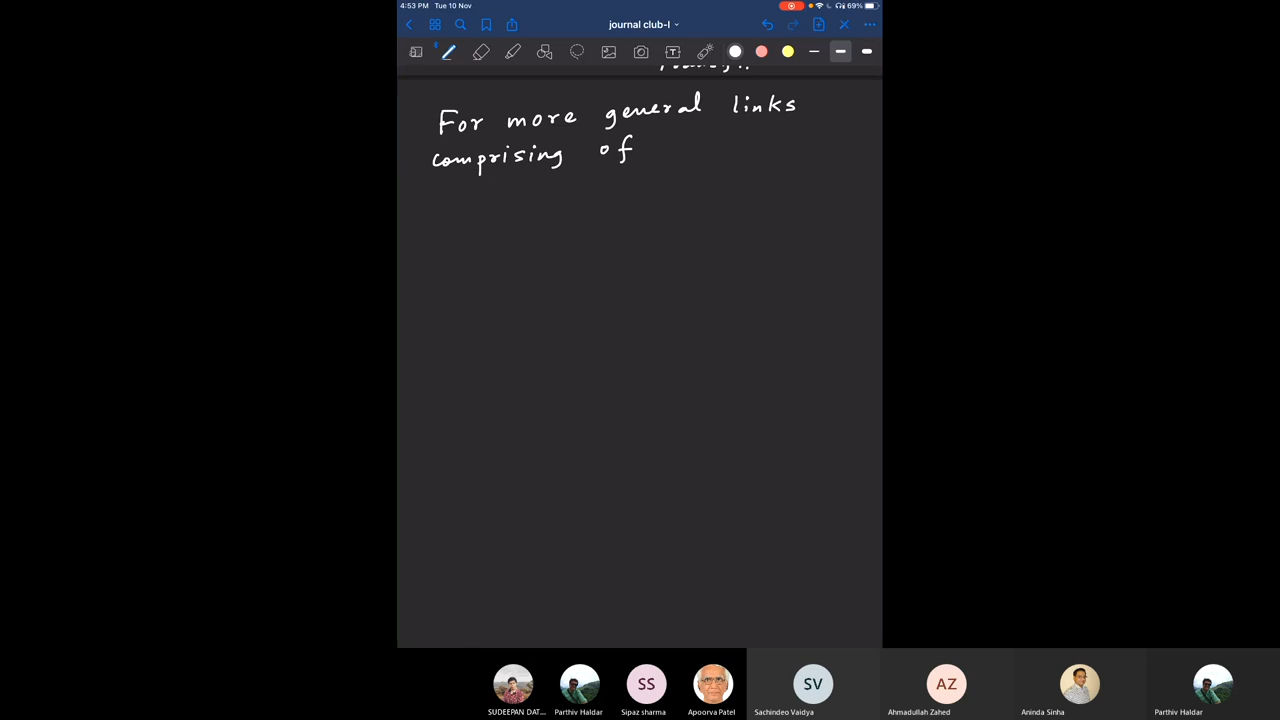 4:53 PM Tue 10 Nov
69%
journal club-I
For more general links
comprising of
SS
SV
AZ
SUDEEPAN DAT...
Parthiv Haldar
Sipaz sharma
Apoorva Patel
Sachindeo Vaidya
Ahmadullah Zahed
Aninda Sinha
Parthiv Haldar